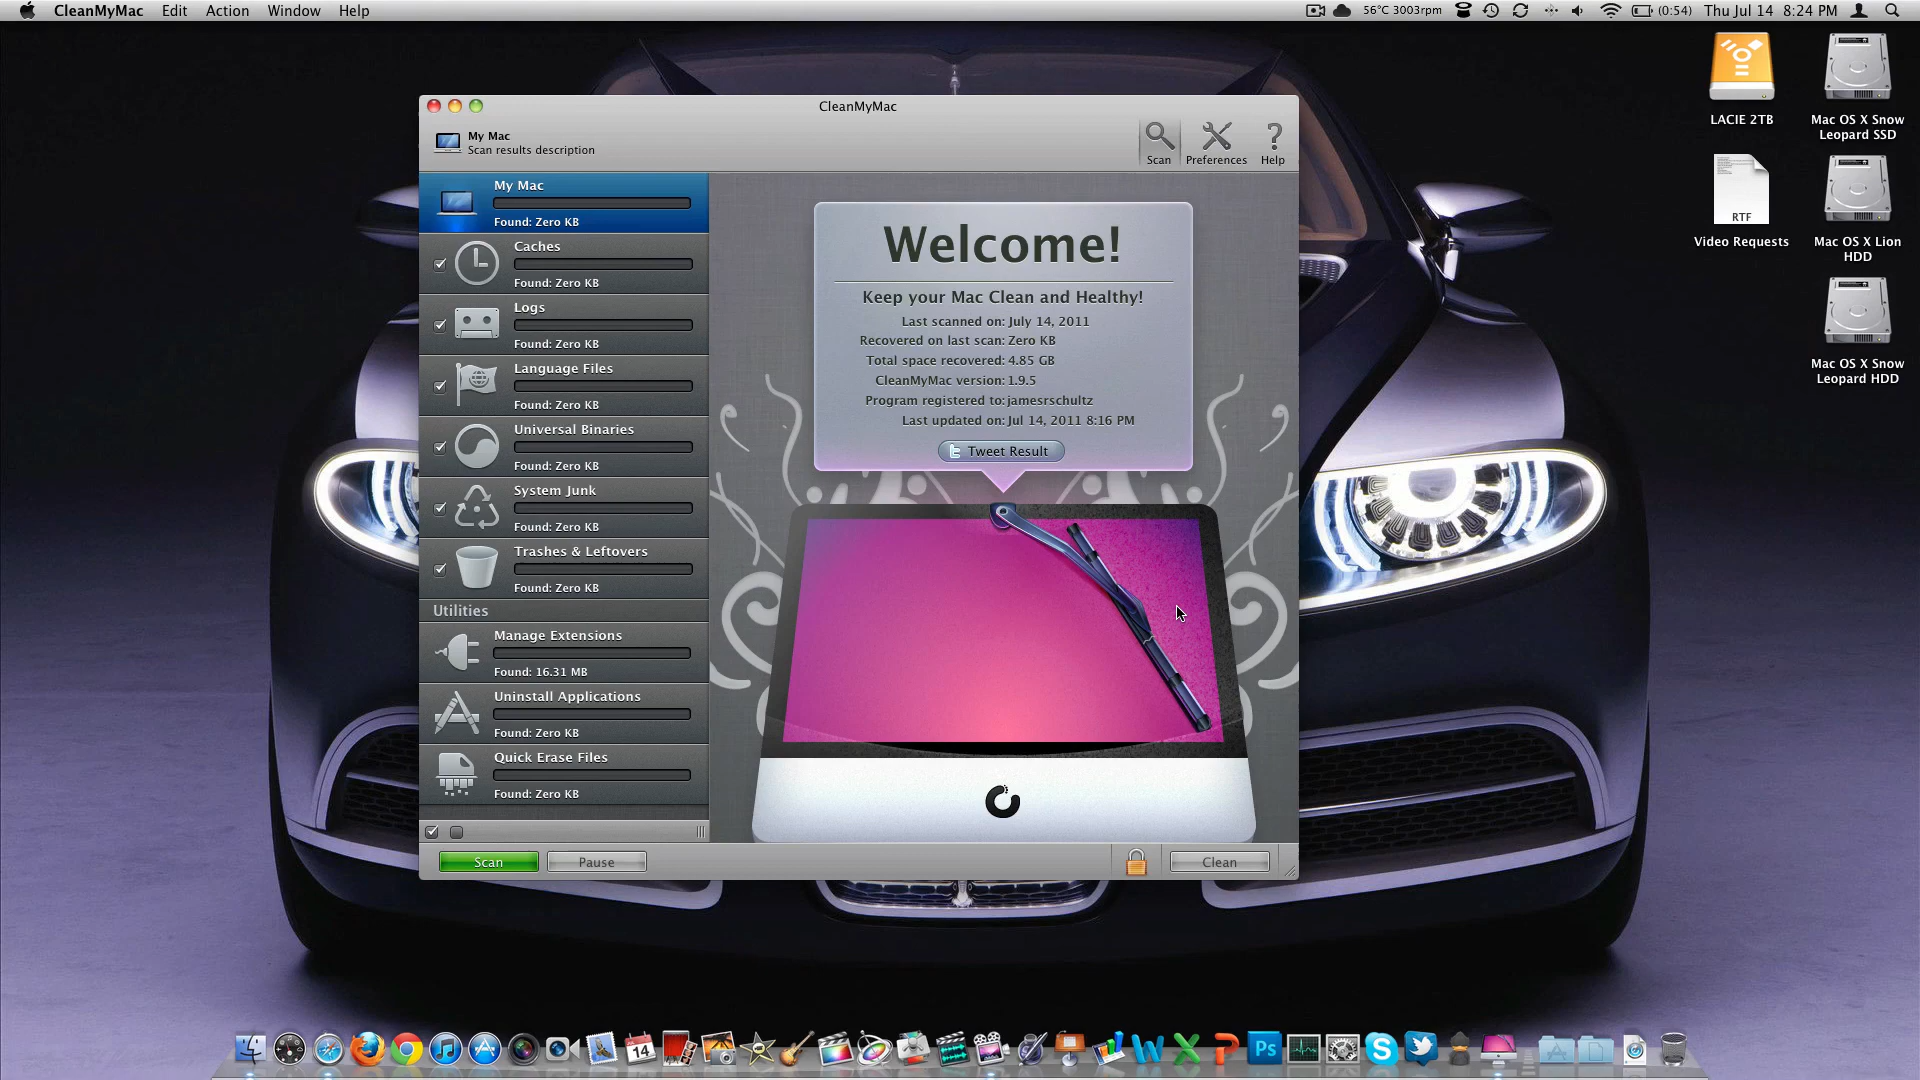 CleanMyMac Edit Action Window Help
56°C 3003rpm (0:54) Thu Jul 14 8:24 PM
CleanMyMac
My Mac
Scan results description
Scan Preferences Help
My Mac
Found: Zero KB
Caches
Found: Zero KB
Logs
Found: Zero KB
Language Files
Found: Zero KB
Universal Binaries
Found: Zero KB
System Junk
Found: Zero KB
Trashes & Leftovers
Found: Zero KB
Utilities
Manage Extensions
Found: 16.31 MB
Uninstall Applications
Found: Zero KB
Quick Erase Files
Found: Zero KB
Scan Pause Clean
Welcome!
Keep your Mac Clean and Healthy!
Last scanned on: July 14, 2011
Recovered on last scan: Zero KB
Total space recovered: 4.85 GB
CleanMyMac version: 1.9.5
Program registered to: jamesrschultz
Last updated on: Jul 14, 2011 8:16 PM
Tweet Result
LACIE 2TB
Mac OS X Snow
Leopard SSD
RTF
Video Requests
Mac OS X Lion
HDD
Mac OS X Snow
Leopard HDD
14
Ps